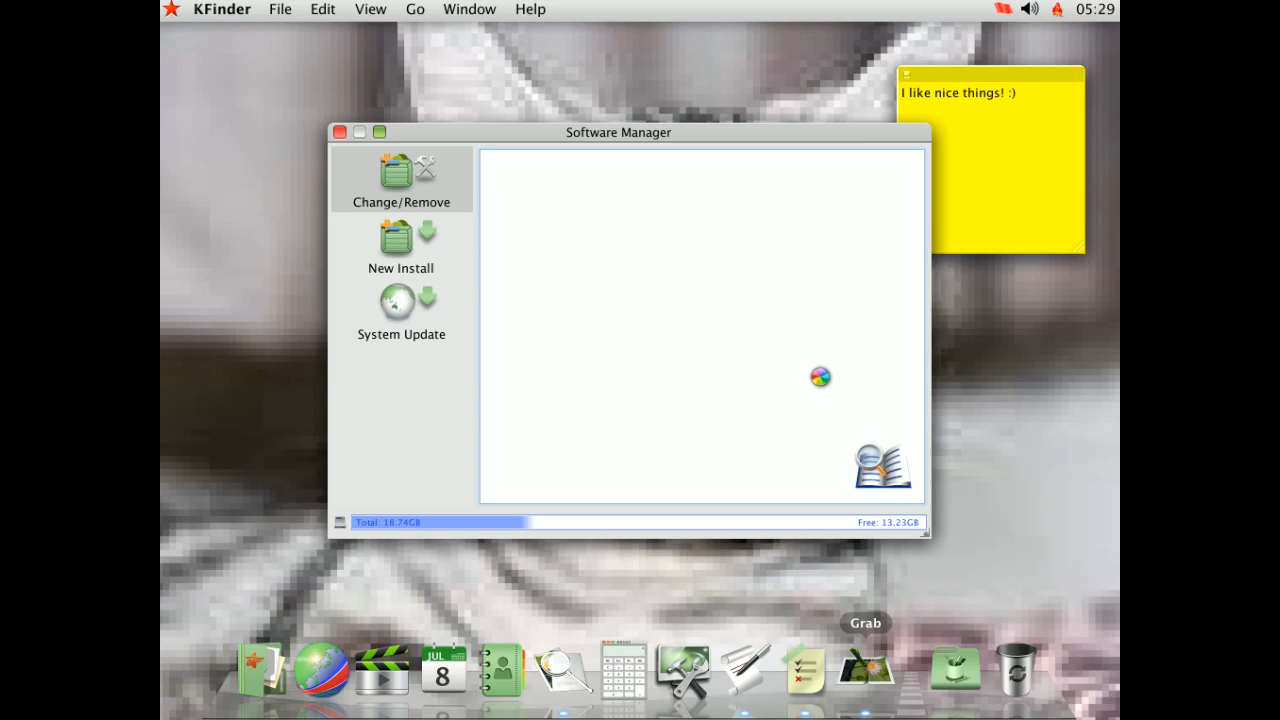 KFinder File Edit View Go Window Help 05:29
I like nice things! :)
Software Manager
Change/Remove
New Install
System Update
Total: 18.74GB Free: 13.23GB
Grab
JUL
8